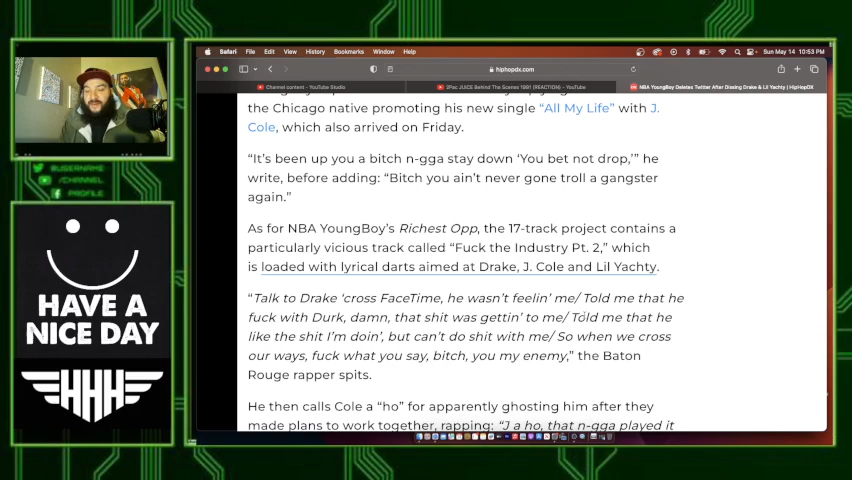 Safari File Edit View History Bookmarks Window Help
Sun May 14 10:53 PM
hiphopdx.com
Channel content - YouTube Studio
2Pac JUICE Behind The Scenes 1991 (REACTION) - YouTube
NBA YoungBoy Deletes Twitter After Dissing Drake & Lil Yachty | HipHopDX
the Chicago native promoting his new single “All My Life” with J.
Cole, which also arrived on Friday.
“It’s been up you a bitch n-gga stay down ‘You bet not drop,’” he
write, before adding: “Bitch you ain’t never gone troll a gangster
again.”
As for NBA YoungBoy’s Richest Opp, the 17-track project contains a
particularly vicious track called “Fuck the Industry Pt. 2,” which
is loaded with lyrical darts aimed at Drake, J. Cole and Lil Yachty.
“Talk to Drake ‘cross FaceTime, he wasn’t feelin’ me/ Told me that he
fuck with Durk, damn, that shit was gettin’ to me/ Told me that he
like the shit I’m doin’, but can’t do shit with me/ So when we cross
our ways, fuck what you say, bitch, you my enemy,” the Baton
Rouge rapper spits.
He then calls Cole a “ho” for apparently ghosting him after they
made plans to work together, rapping: “J a ho, that n-gga played it
@USERNAME
/CHANNEL
PROFILE
HAVE A
NICE DAY
HHH